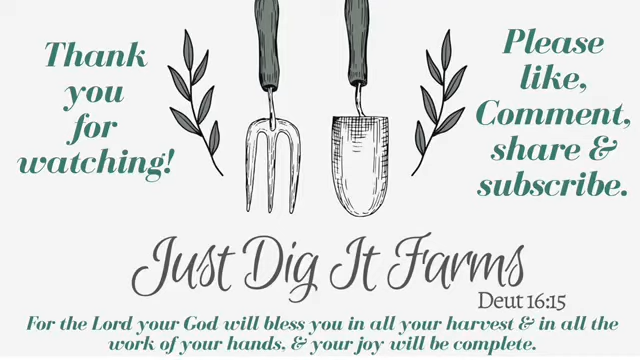 Thank
you
for
watching!
Please
like,
Comment,
share &
subscribe.
Just Dig It Farms
Deut 16:15
For the Lord your God will bless you in all your harvest & in all the
work of your hands, & your joy will be complete.